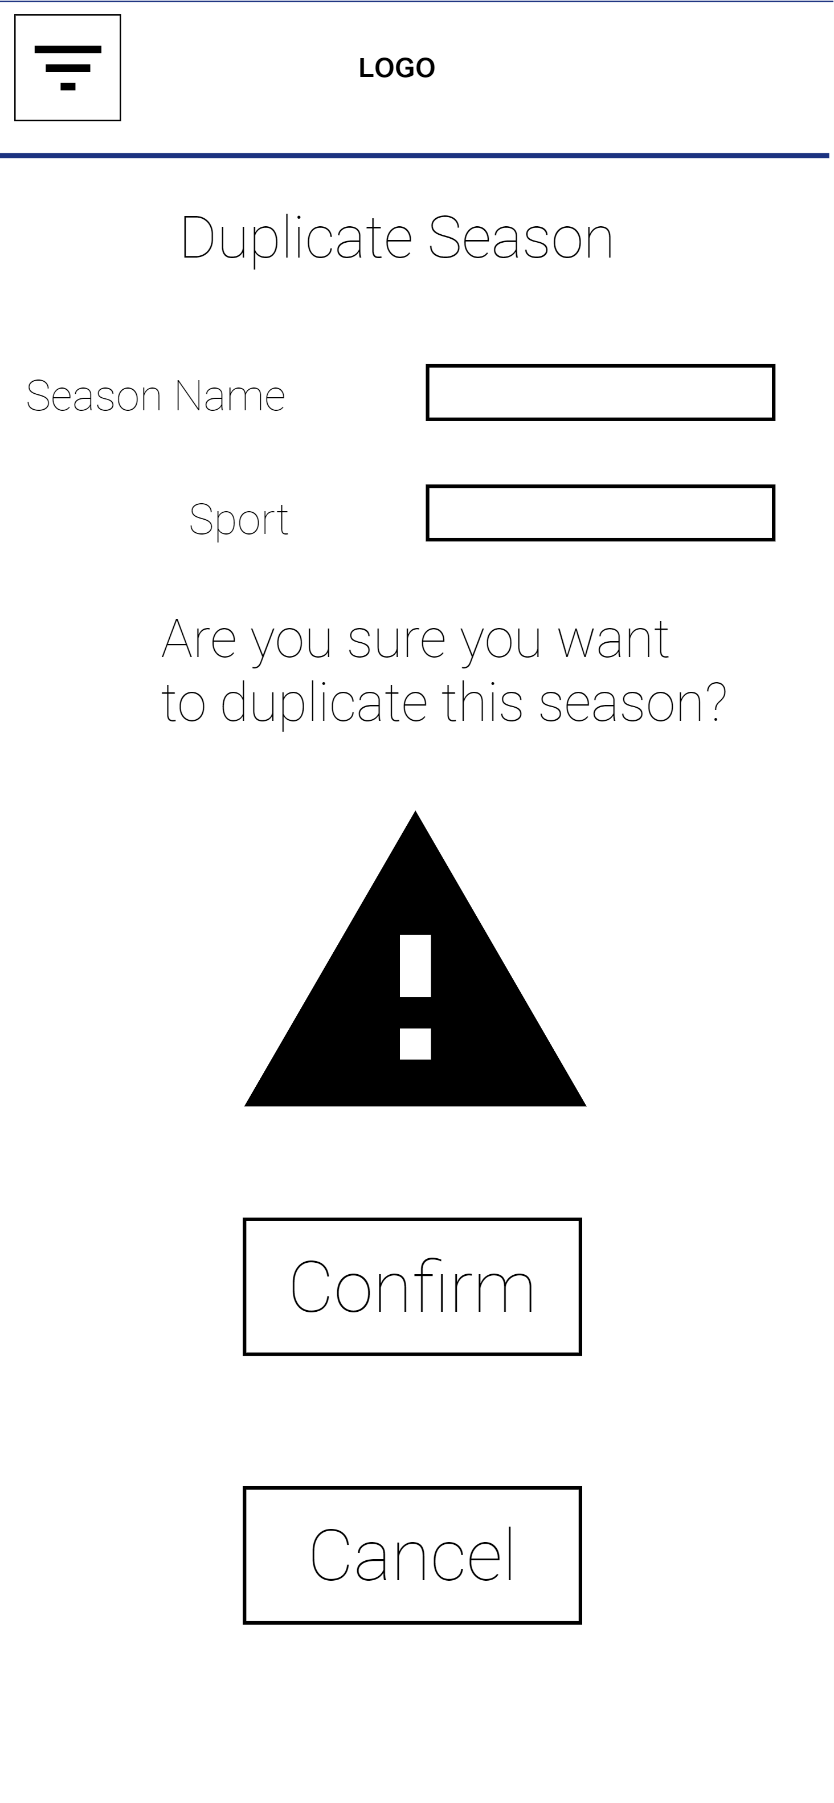 LOGO
Duplicate Season
Season Name
Sport
Are you sure you want
to duplicate this season?
Confirm
Cancel